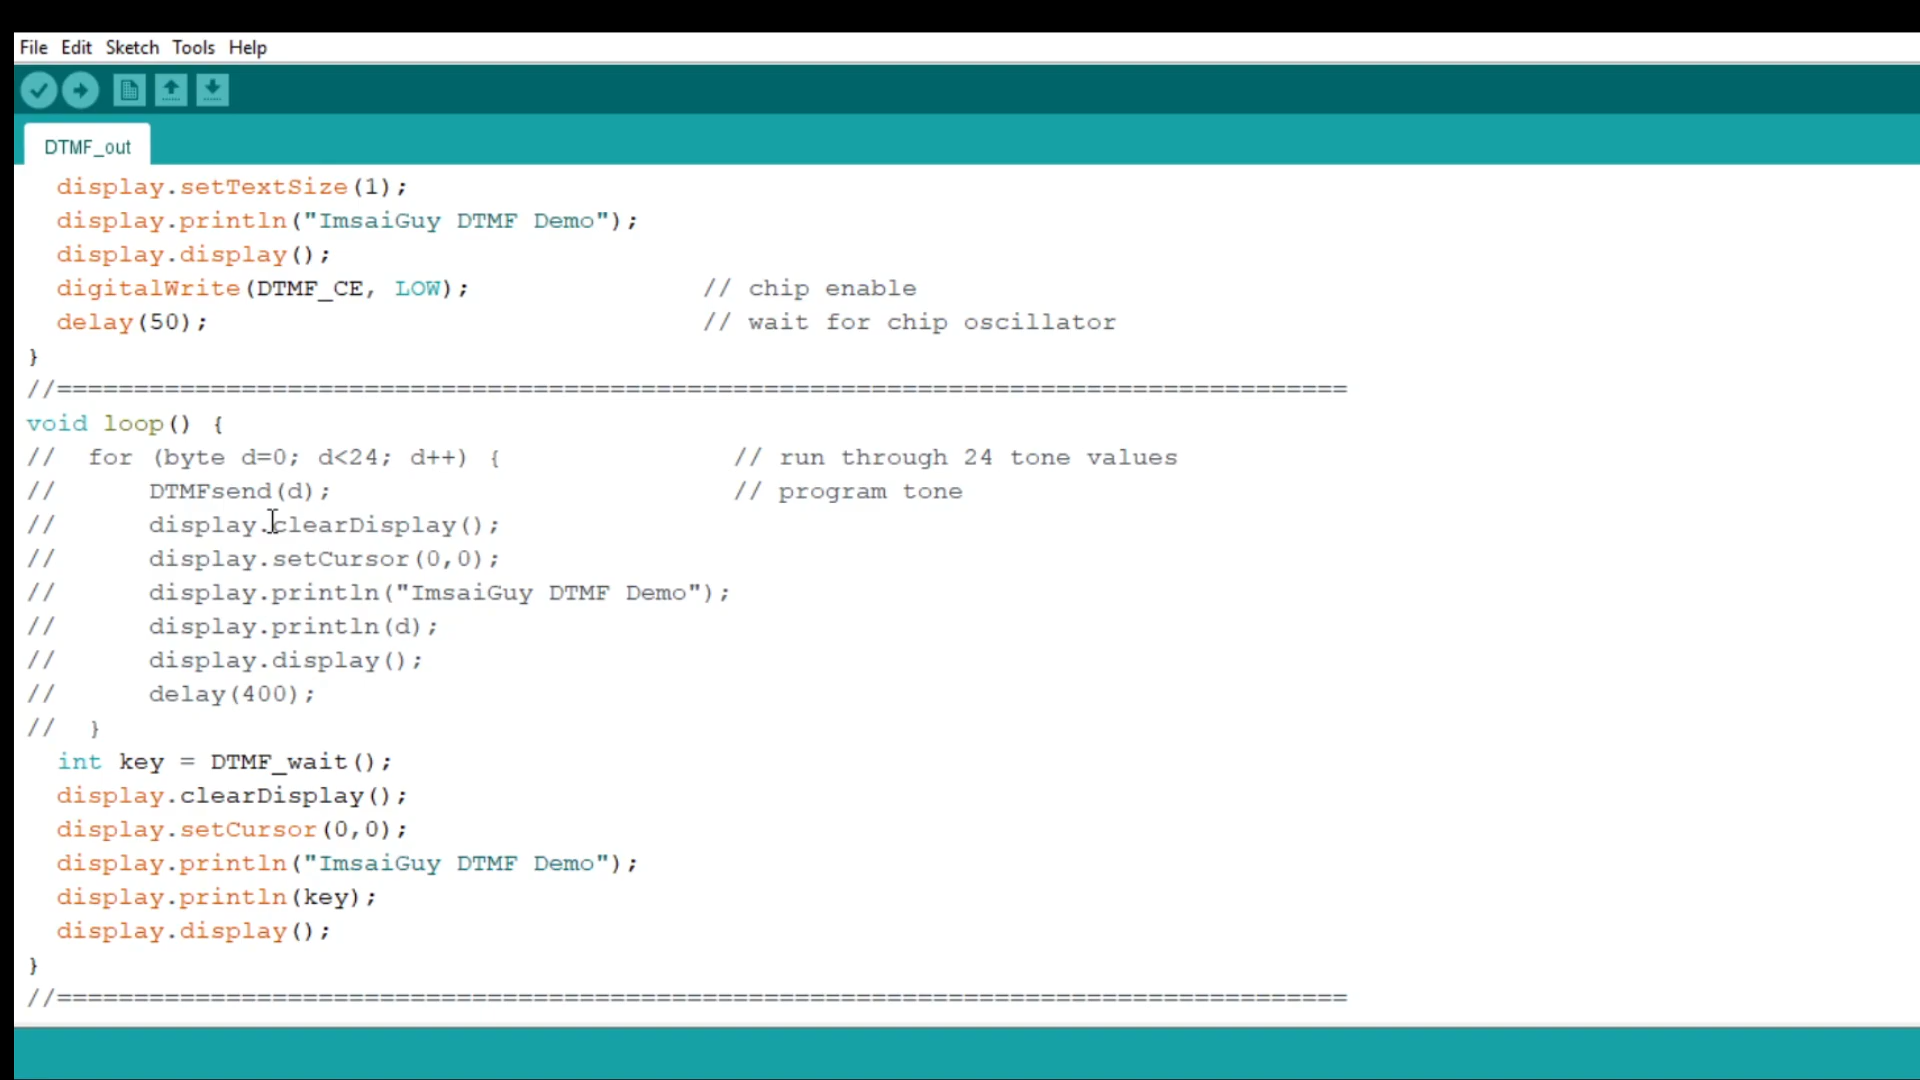 File Edit Sketch Tools Help
DTMF_out
display.setTextSize(1);
display.println("ImsaiGuy DTMF Demo");
display.display();
digitalWrite(DTMF_CE, LOW); // chip enable
delay(50); // wait for chip oscillator
}
//====================================================================================
void loop() {
// for (byte d=0; d<24; d++) { // run through 24 tone values
// DTMFsend(d); // program tone
// display.clearDisplay();
// display.setCursor(0,0);
// display.println("ImsaiGuy DTMF Demo");
// display.println(d);
// display.display();
// delay(400);
// }
int key = DTMF_wait();
display.clearDisplay();
display.setCursor(0,0);
display.println("ImsaiGuy DTMF Demo");
display.println(key);
display.display();
}
//====================================================================================